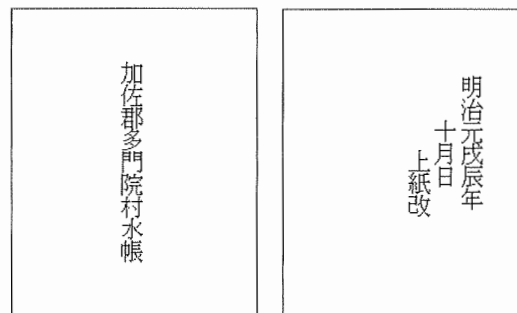 明治元戊辰年
十月日
上紙改
加佐郡多門院村水帳